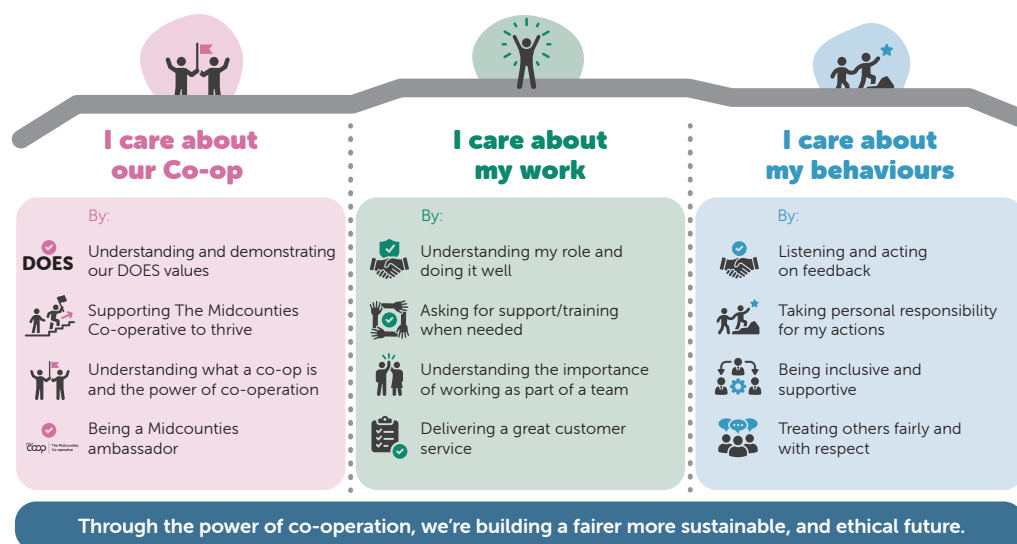 I care about
our Co-op
By:
DOES
Understanding and demonstrating
our DOES values
Supporting The Midcounties
Co-operative to thrive
Understanding what a co-op is
and the power of co-operation
coop
The Midcounties
Co-operative
Being a Midcounties
ambassador
I care about
my work
By:
Understanding my role and
doing it well
Asking for support/training
when needed
Understanding the importance
of working as part of a team
Delivering a great customer
service
I care about
my behaviours
By:
Listening and acting
on feedback
Taking personal responsibility
for my actions
Being inclusive and
supportive
Treating others fairly and
with respect
Through the power of co-operation, we’re building a fairer more sustainable, and ethical future.